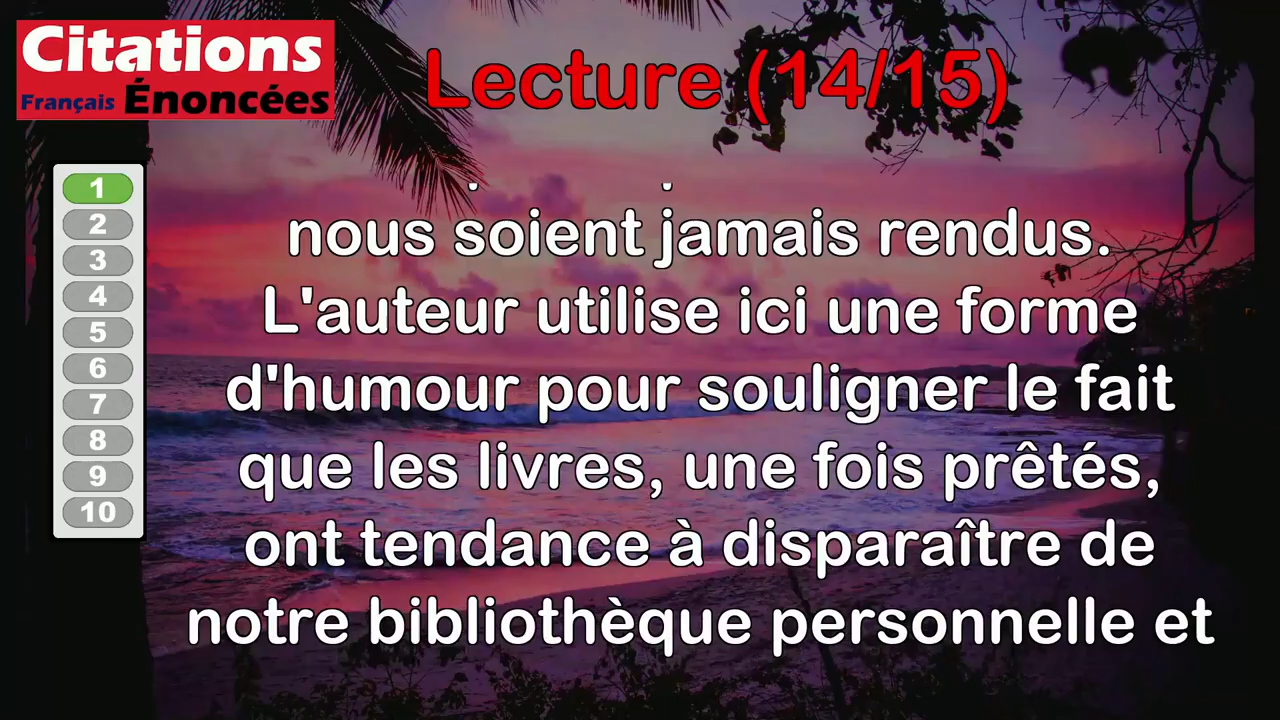 Citations
Français Énoncées
Lecture (14/15)
1
2
3
4
5
6
7
8
9
10
nous soient jamais rendus.
L'auteur utilise ici une forme
d'humour pour souligner le fait
que les livres, une fois prêtés,
ont tendance à disparaître de
notre bibliothèque personnelle et